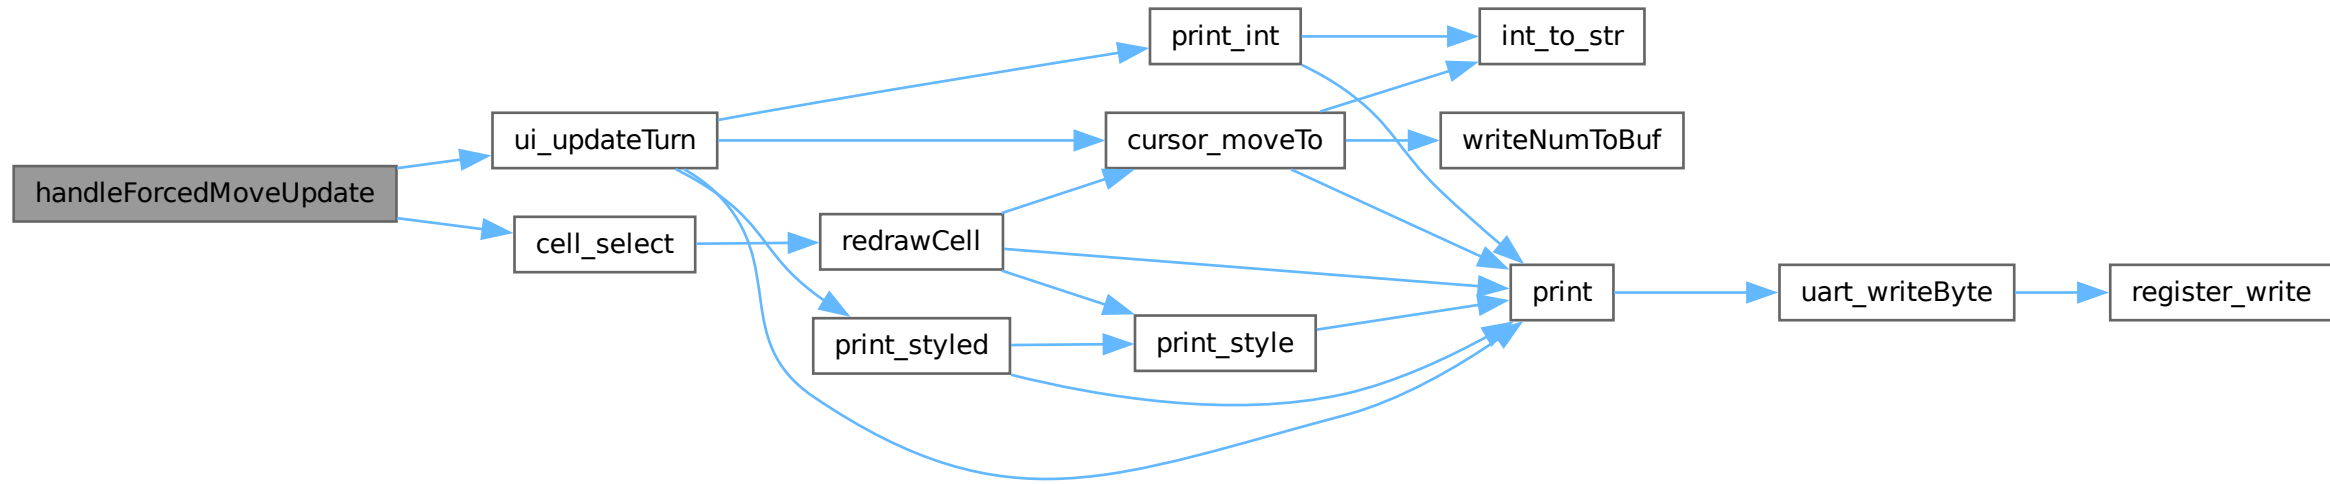 handleForcedMoveUpdate
ui_updateTurn
cell_select
redrawCell
print_styled
print_int
cursor_moveTo
print_style
int_to_str
writeNumToBuf
print
uart_writeByte
register_write